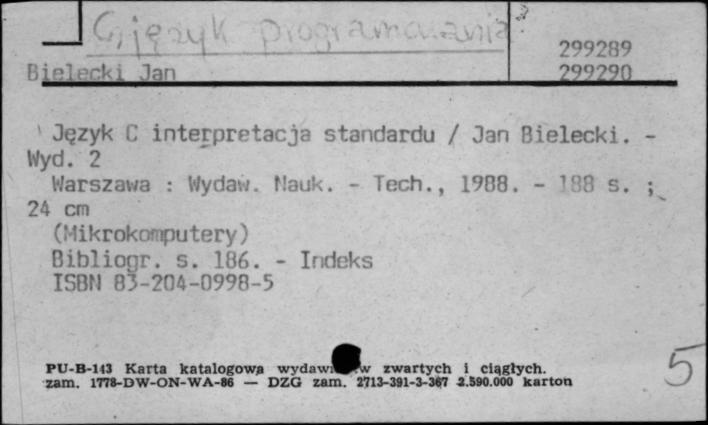 C, język programowania
299289
Bielecki Jan
299290
Język C interpretacja standardu / Jan Bielecki. -
Wyd. 2
Warszawa : Wydaw. Nauk. - Tech., 1988. - 188 s. ;
24 cm
(Mikrokomputery)
Bibliogr. s. 186. - Indeks
ISBN 83-204-0998-5
PU-B-143 Karta katalogowa wydawn w zwartych i ciągłych.
zam. 1778-DW-ON-WA-86 — DZG zam. 2713-391-3-367 2.590.000 karton
5